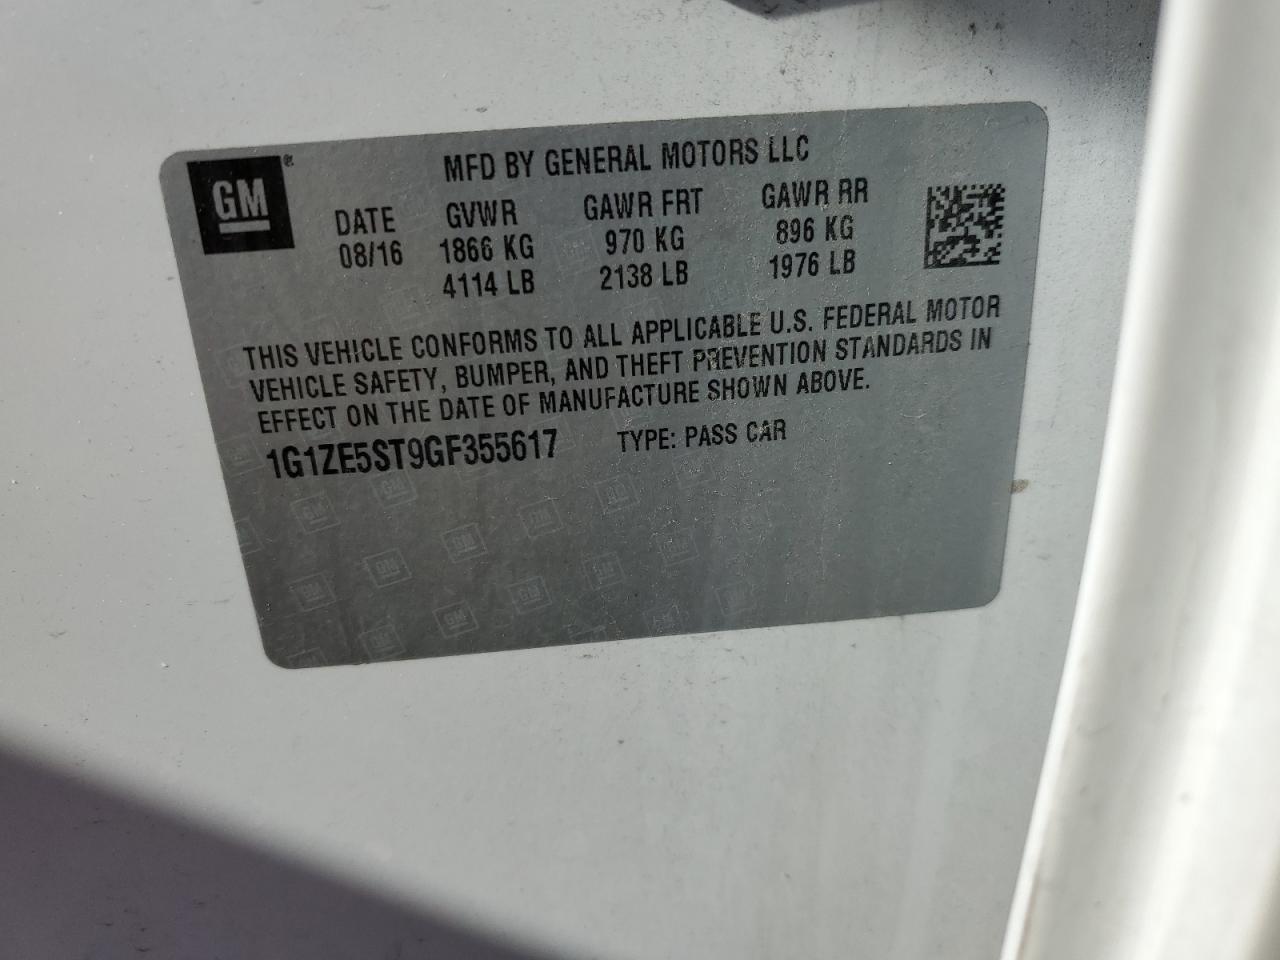 GM®
MFD BY GENERAL MOTORS LLC
DATE GVWR GAWR FRT GAWR RR
08/16 1866 KG 970 KG 896 KG
4114 LB 2138 LB 1976 LB
THIS VEHICLE CONFORMS TO ALL APPLICABLE U.S. FEDERAL MOTOR
VEHICLE SAFETY, BUMPER, AND THEFT PREVENTION STANDARDS IN
EFFECT ON THE DATE OF MANUFACTURE SHOWN ABOVE.
1G1ZE5ST9GF355617 TYPE: PASS CAR